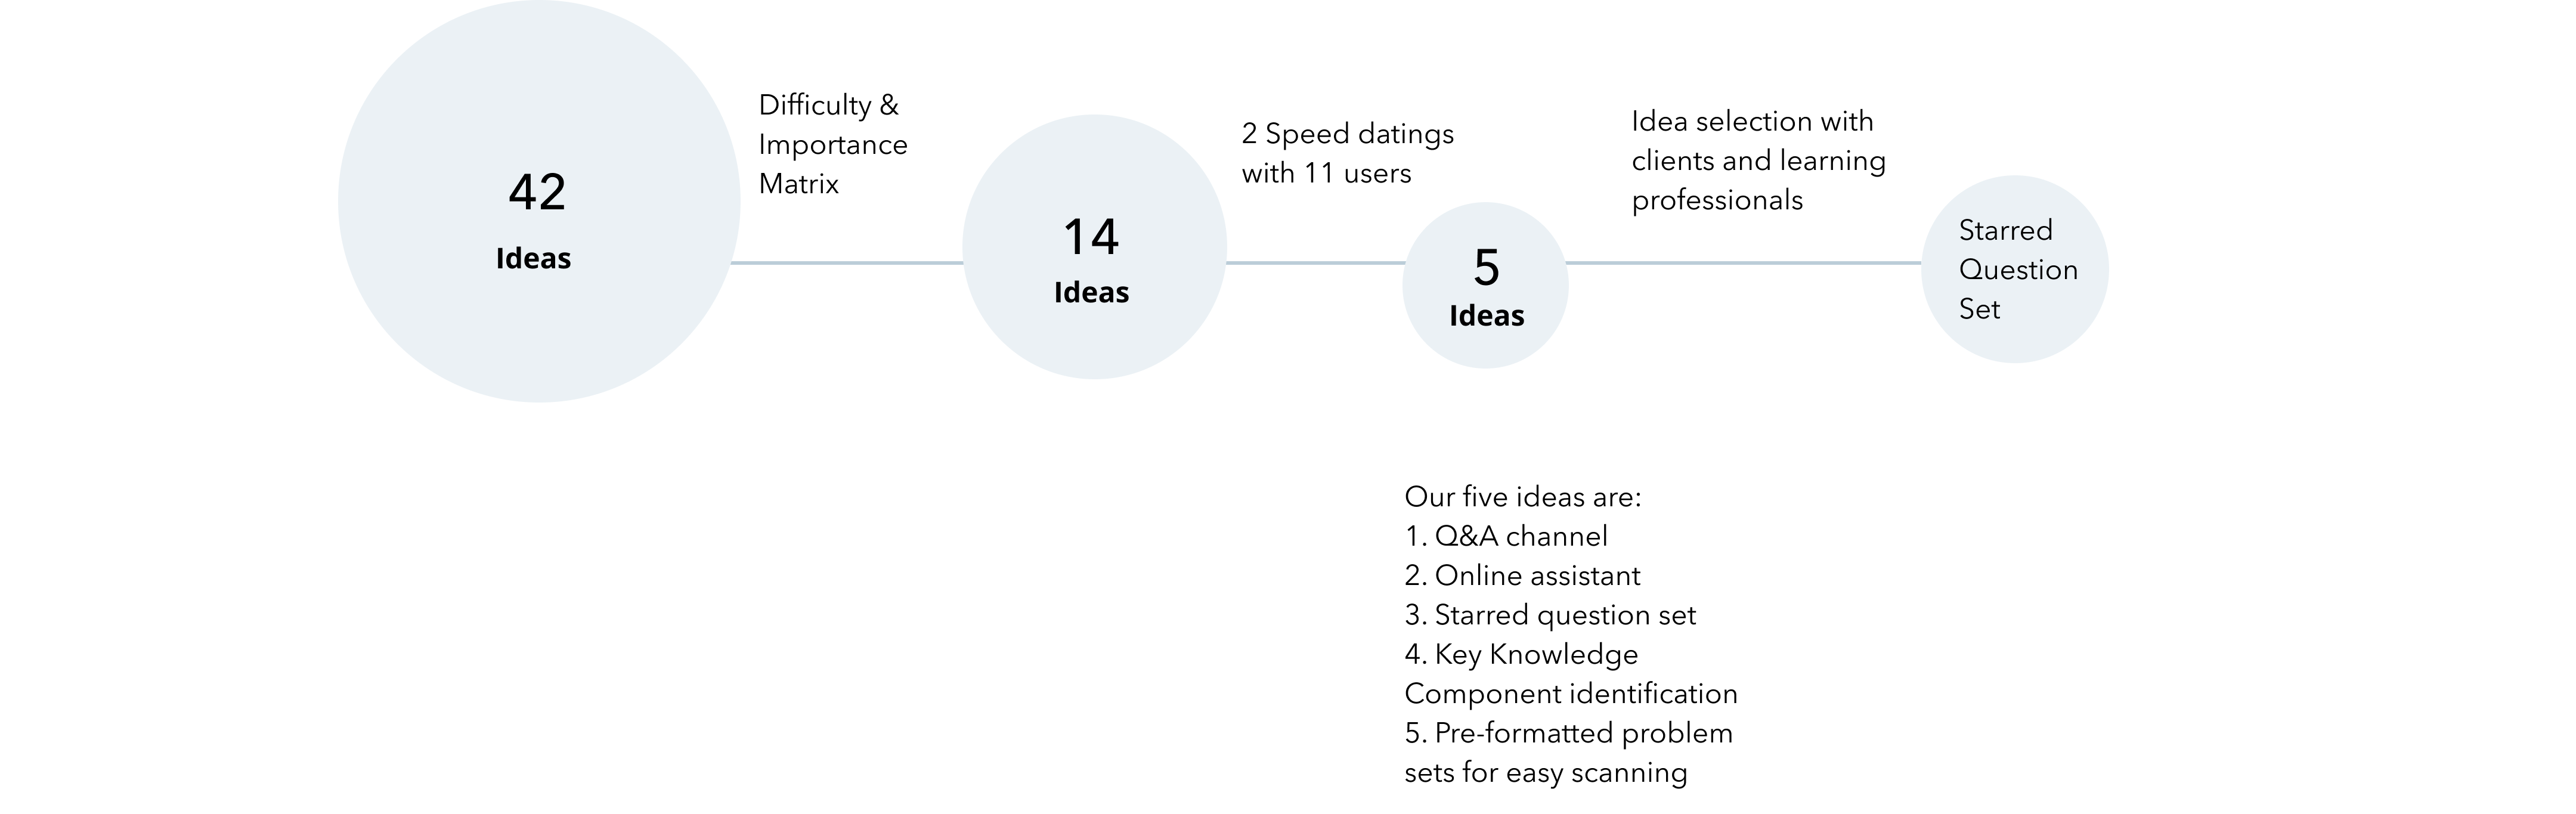 42
Ideas
Difficulty &
Importance
Matrix
14
Ideas
2 Speed datings
with 11 users
5
Ideas
Idea selection with
clients and learning
professionals
Starred
Question
Set
Our five ideas are:
1. Q&A channel
2. Online assistant
3. Starred question set
4. Key Knowledge
Component identification
5. Pre-formatted problem
sets for easy scanning